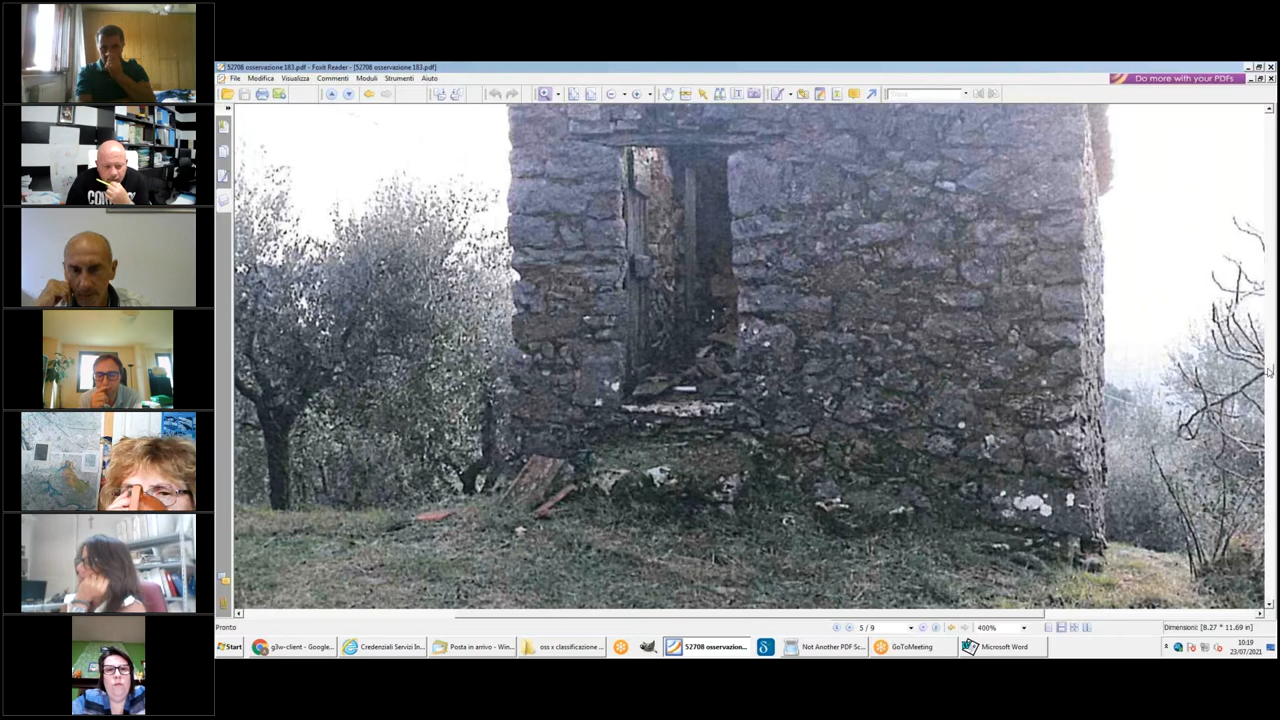 52708 osservazione 183.pdf - Foxit Reader - [52708 osservazione 183.pdf]
File Modifica Visualizza Commenti Moduli Strumenti Aiuto
Do more with your PDFs
Pronto
5 / 9
400%
Dimensioni: [8.27 * 11.69 in]
Start
g3w-client - Google...
Credenziali Servizi In...
Posta in arrivo - Win...
oss x classificazione ...
52708 osservazion...
Not Another PDF Sc...
GoToMeeting
Microsoft Word
10:19
23/07/2021